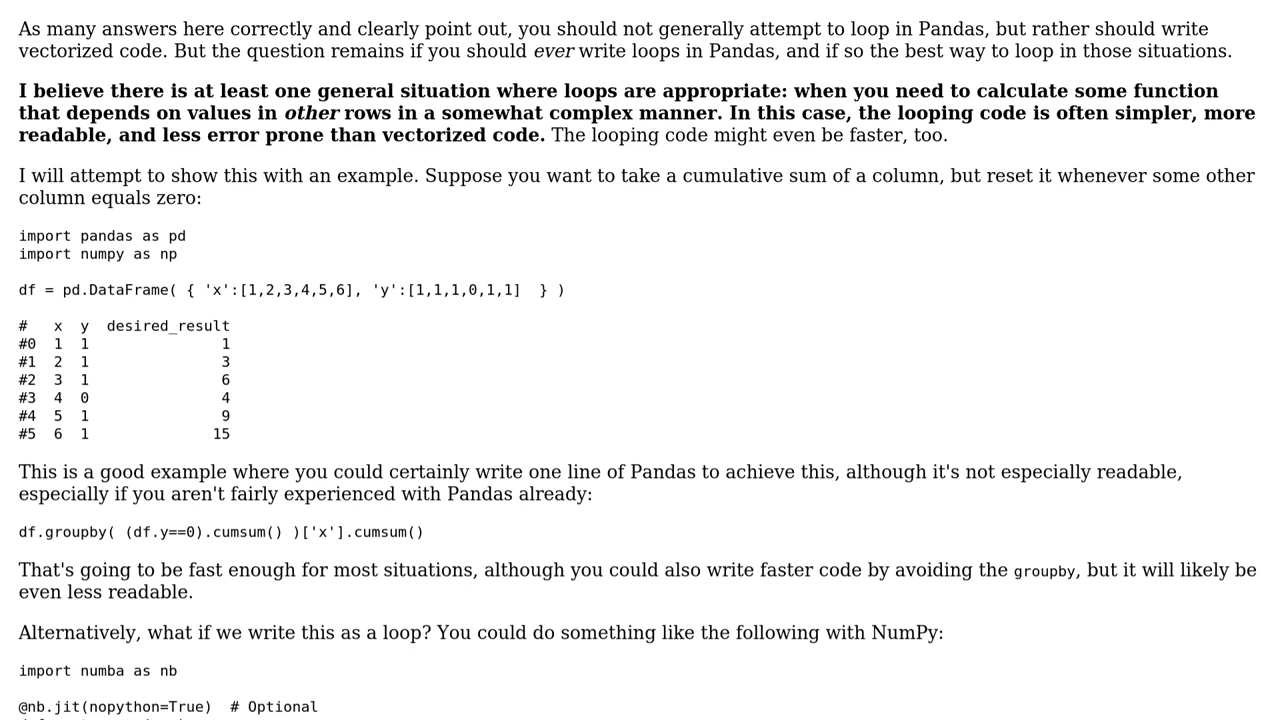 As many answers here correctly and clearly point out, you should not generally attempt to loop in Pandas, but rather should write
vectorized code. But the question remains if you should ever write loops in Pandas, and if so the best way to loop in those situations.
I believe there is at least one general situation where loops are appropriate: when you need to calculate some function
that depends on values in other rows in a somewhat complex manner. In this case, the looping code is often simpler, more
readable, and less error prone than vectorized code. The looping code might even be faster, too.
I will attempt to show this with an example. Suppose you want to take a cumulative sum of a column, but reset it whenever some other
column equals zero:
import pandas as pd
import numpy as np
df = pd.DataFrame( { 'x':[1,2,3,4,5,6], 'y':[1,1,1,0,1,1]  } )
#   x  y  desired_result
#0  1  1               1
#1  2  1               3
#2  3  1               6
#3  4  0               4
#4  5  1               9
#5  6  1              15
This is a good example where you could certainly write one line of Pandas to achieve this, although it's not especially readable,
especially if you aren't fairly experienced with Pandas already:
df.groupby( (df.y==0).cumsum() )['x'].cumsum()
That's going to be fast enough for most situations, although you could also write faster code by avoiding the groupby, but it will likely be
even less readable.
Alternatively, what if we write this as a loop? You could do something like the following with NumPy:
import numba as nb
@nb.jit(nopython=True)  # Optional